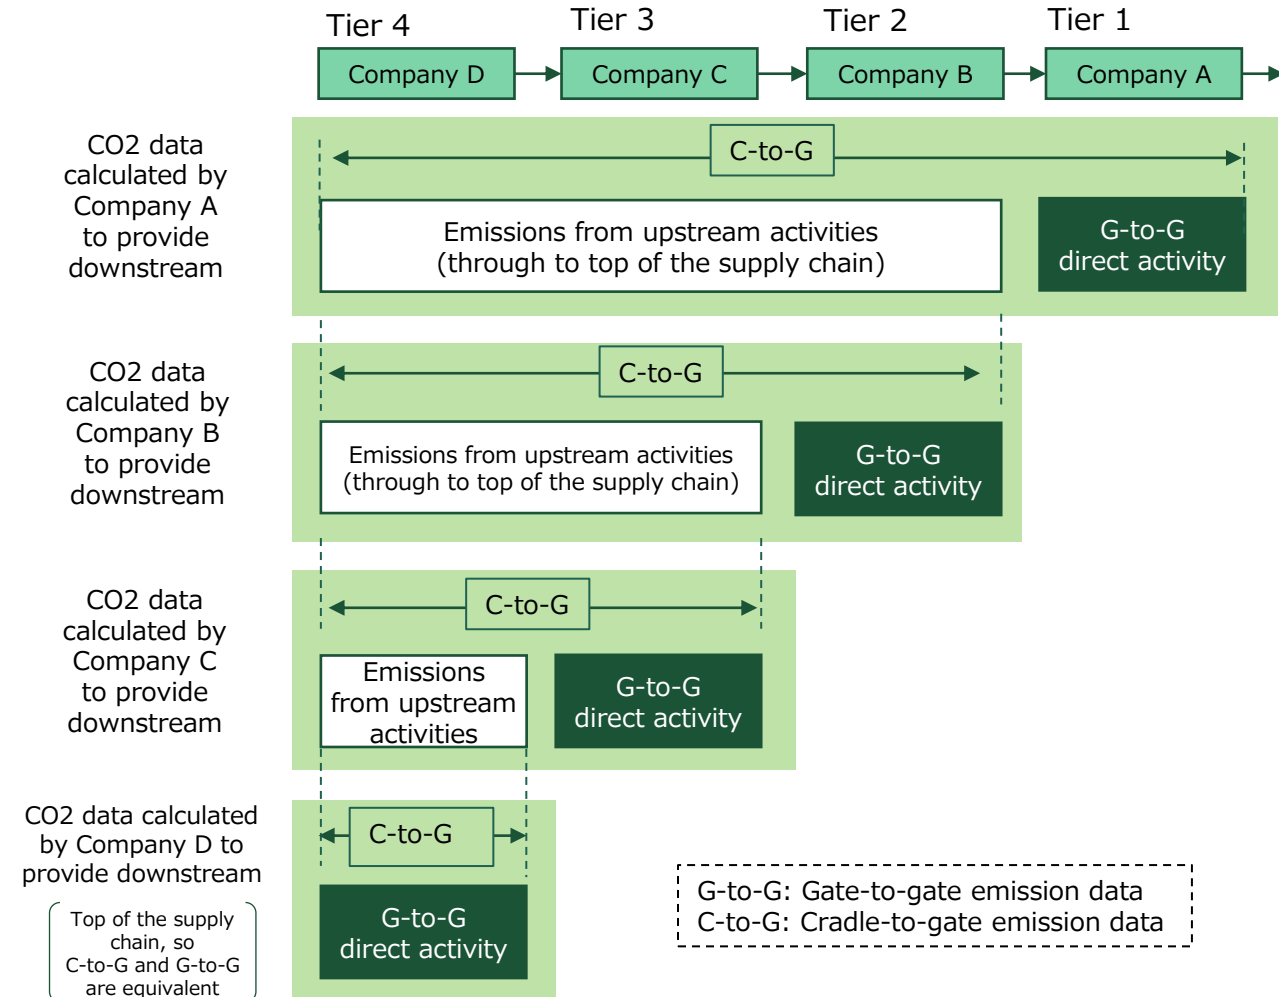 Tier 4
Tier 3
Tier 2
Tier 1
Company D
Company C
Company B
Company A
CO2 data
calculated by
Company A
to provide
downstream
C-to-G
Emissions from upstream activities
(through to top of the supply chain)
G-to-G
direct activity
CO2 data
calculated by
Company B
to provide
downstream
C-to-G
Emissions from upstream activities
(through to top of the supply chain)
G-to-G
direct activity
CO2 data
calculated by
Company C
to provide
downstream
C-to-G
Emissions
from upstream
activities
G-to-G
direct activity
CO2 data calculated
by Company D to
provide downstream
Top of the supply
chain, so
C-to-G and G-to-G
are equivalent
C-to-G
G-to-G
direct activity
G-to-G: Gate-to-gate emission data
C-to-G: Cradle-to-gate emission data